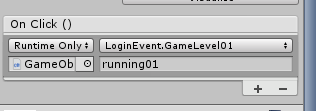 On Click ()
Runtime Only LoginEvent.GameLevel01
GameOb running01
+ −